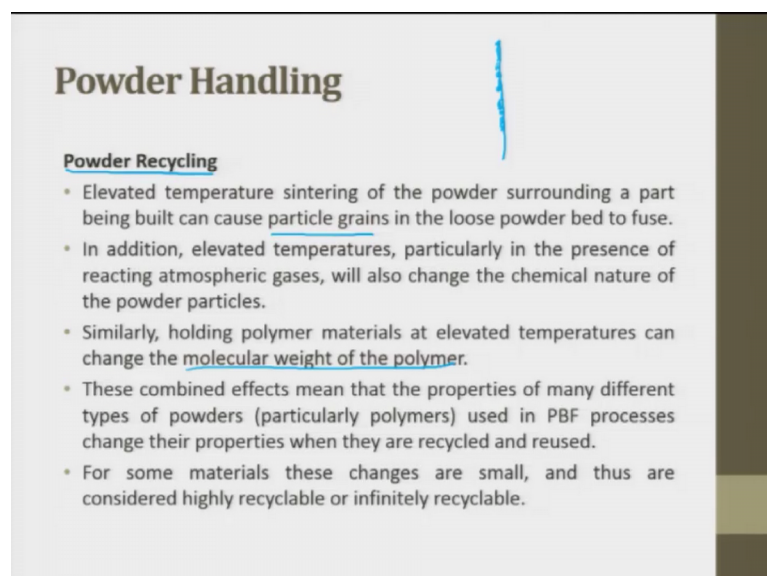 Powder Handling
Powder Recycling
• Elevated temperature sintering of the powder surrounding a part
being built can cause particle grains in the loose powder bed to fuse.
• In addition, elevated temperatures, particularly in the presence of
reacting atmospheric gases, will also change the chemical nature of
the powder particles.
• Similarly, holding polymer materials at elevated temperatures can
change the molecular weight of the polymer.
• These combined effects mean that the properties of many different
types of powders (particularly polymers) used in PBF processes
change their properties when they are recycled and reused.
• For some materials these changes are small, and thus are
considered highly recyclable or infinitely recyclable.